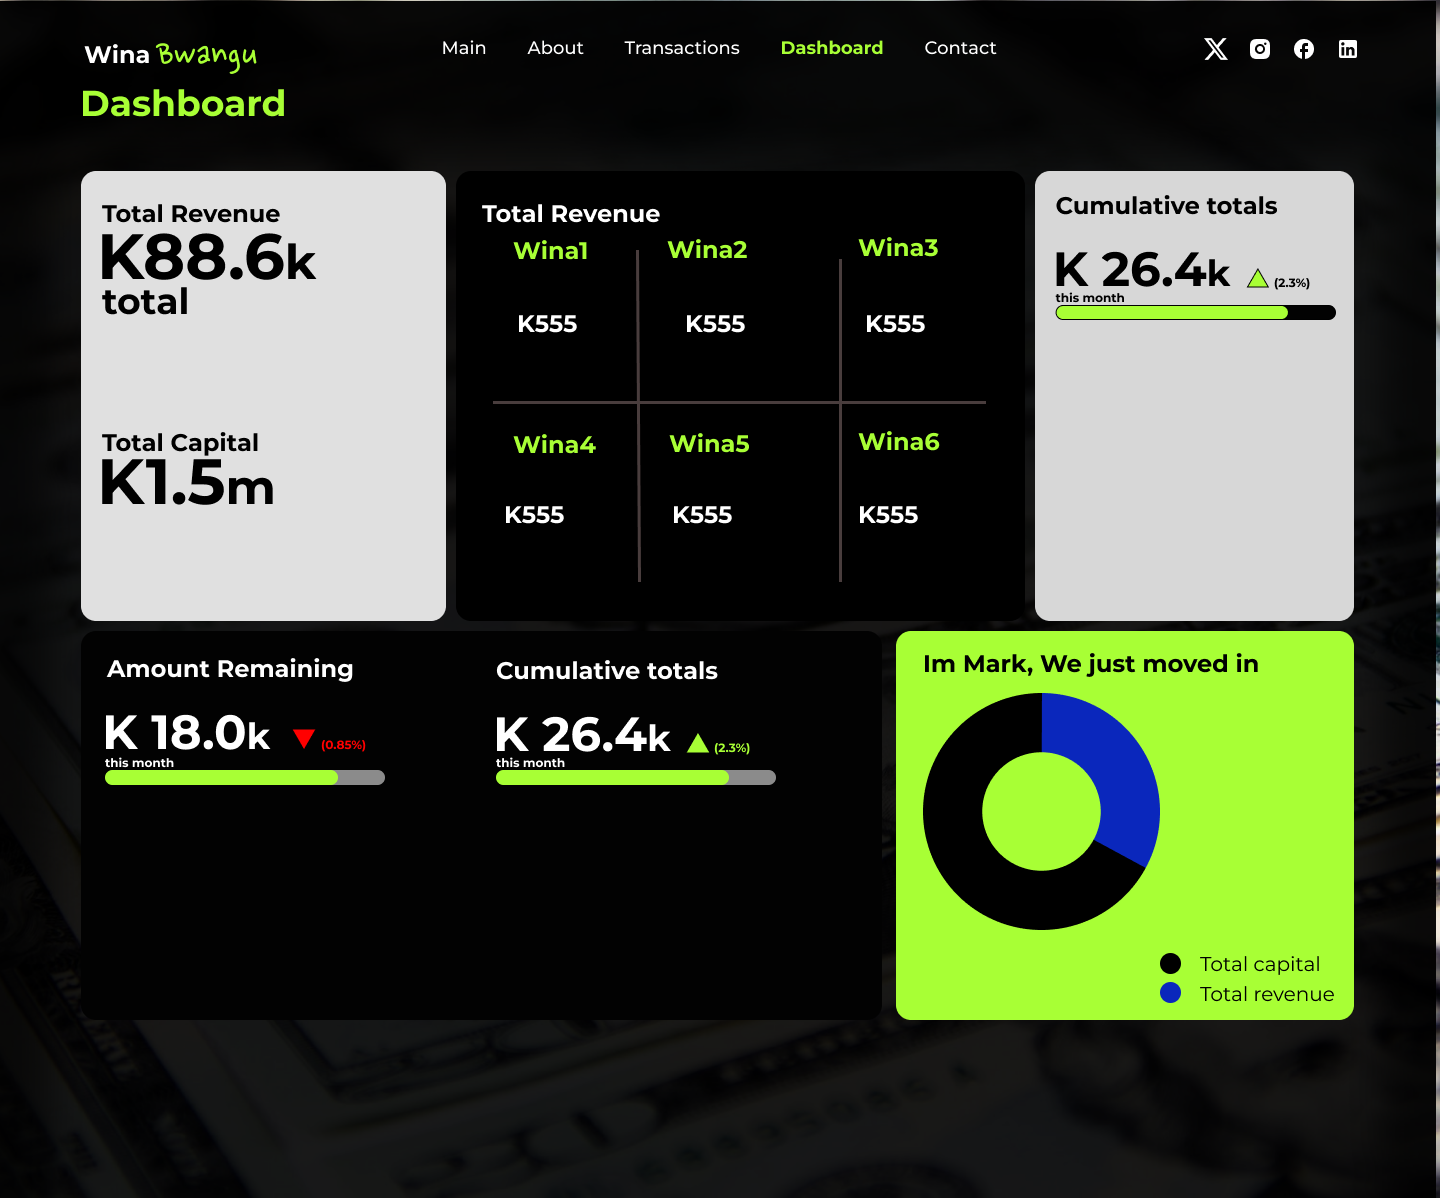 Wina Bwangu
Main About Transactions Dashboard Contact
Dashboard
Total Revenue
K88.6k
total
Total Capital
K1.5m
Total Revenue
Wina1 Wina2 Wina3
K555 K555 K555
Wina4 Wina5 Wina6
K555 K555 K555
Cumulative totals
K 26.4k (2.3%)
this month
Amount Remaining
K 18.0k (0.85%)
this month
Cumulative totals
K 26.4k (2.3%)
this month
Im Mark, We just moved in
Total capital
Total revenue